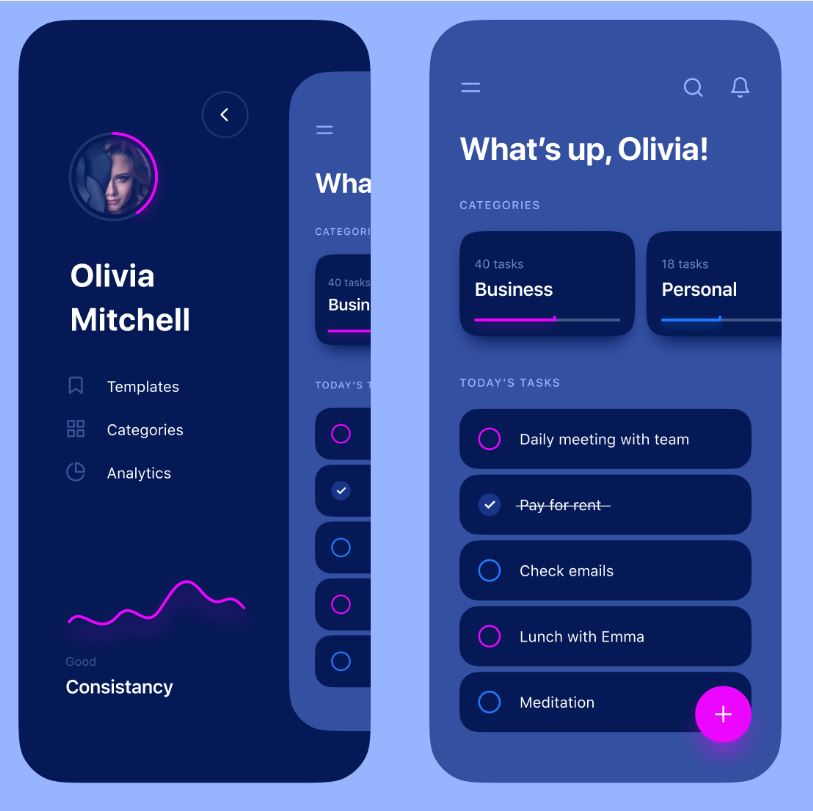 Olivia
Mitchell
Templates
Categories
Analytics
Good
Consistancy
Wha
CATEGORI
40 tasks
Busin
TODAY'S T
What's up, Olivia!
CATEGORIES
40 tasks
Business
18 tasks
Personal
TODAY'S TASKS
Daily meeting with team
Pay for rent
Check emails
Lunch with Emma
Meditation